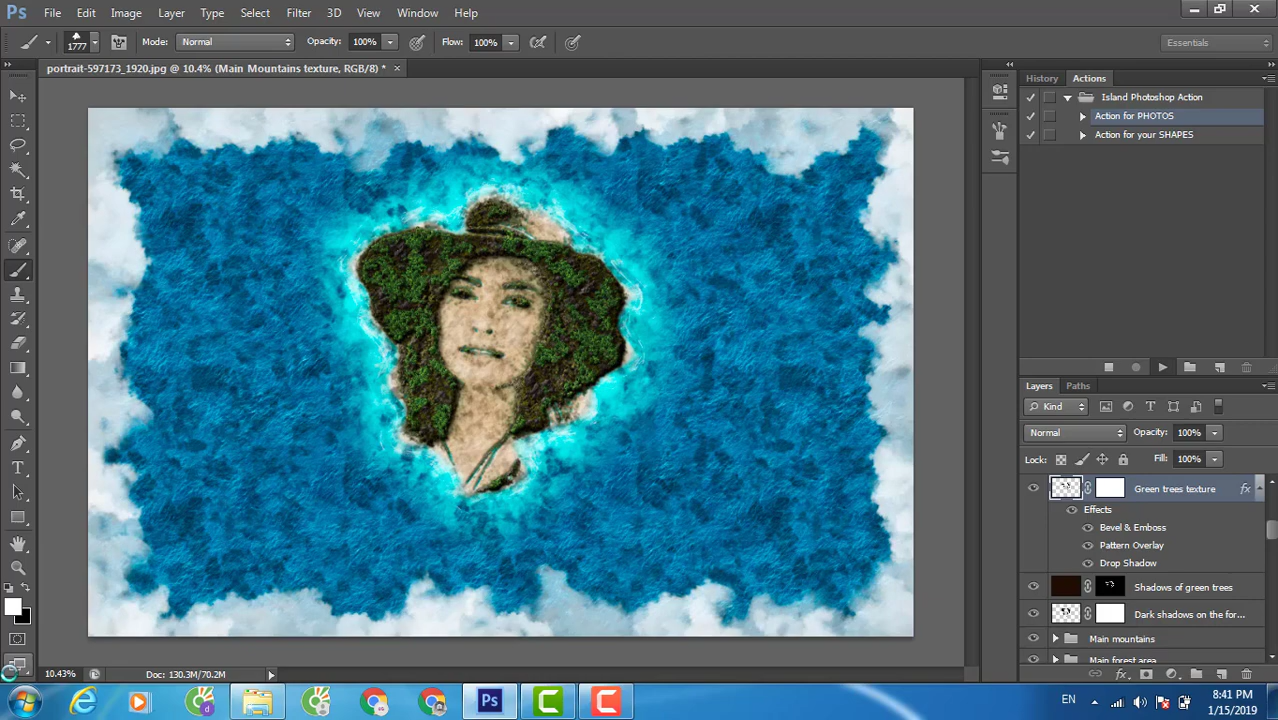 Ps File Edit Image Layer Type Select Filter 3D View Window Help
1777 Mode: Normal Opacity: 100% Flow: 100% Essentials
portrait-597173_1920.jpg @ 10.4% (Main Mountains texture, RGB/8) * ×
History Actions
Island Photoshop Action
Action for PHOTOS
Action for your SHAPES
Layers Paths
Kind
Normal Opacity: 100%
Lock: Fill: 100%
Green trees texture fx
Effects
Bevel & Emboss
Pattern Overlay
Drop Shadow
Shadows of green trees
Dark shadows on the for...
Main mountains
Main forest area
10.43% Doc: 130.3M/70.2M
Ps EN 8:41 PM
1/15/2019